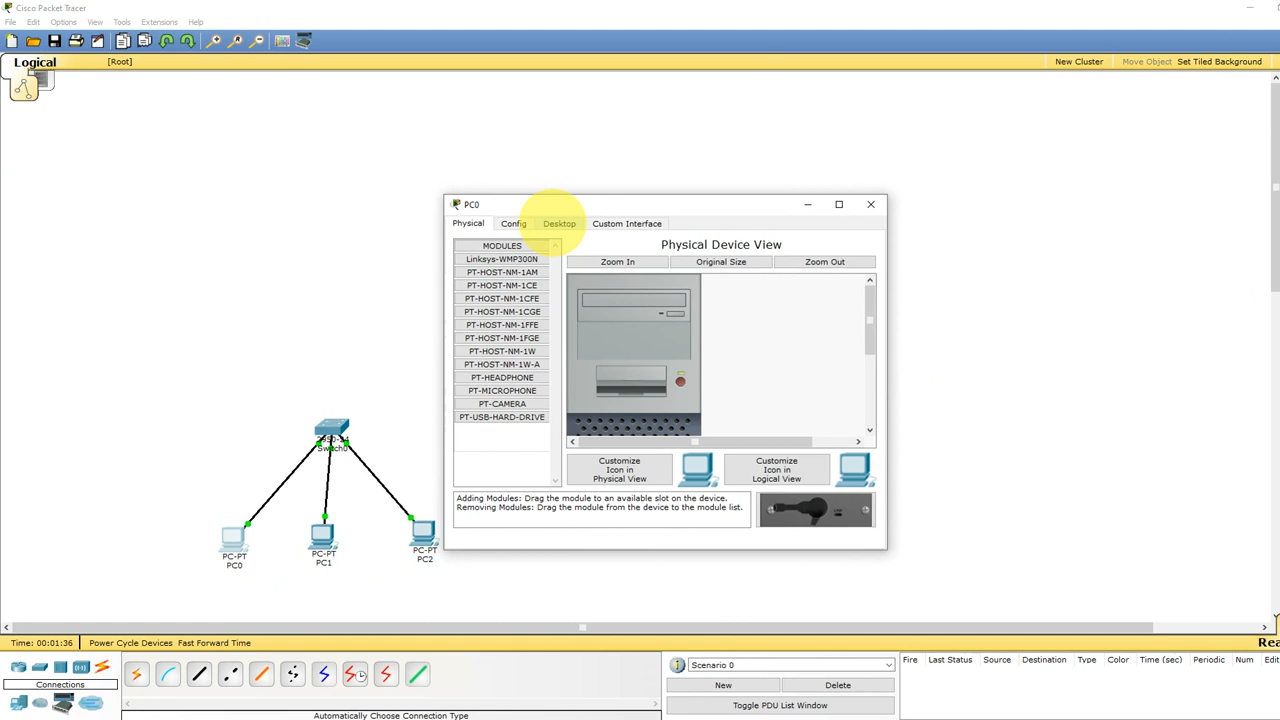 Cisco Packet Tracer
File Edit Options View Tools Extensions Help
Logical [Root] New Cluster Move Object Set Tiled Background
PC0
Physical Config Desktop Custom Interface
MODULES
Linksys-WMP300N
PT-HOST-NM-1AM
PT-HOST-NM-1CE
PT-HOST-NM-1CFE
PT-HOST-NM-1CGE
PT-HOST-NM-1FFE
PT-HOST-NM-1FGE
PT-HOST-NM-1W
PT-HOST-NM-1W-A
PT-HEADPHONE
PT-MICROPHONE
PT-CAMERA
PT-USB-HARD-DRIVE
Physical Device View
Zoom In Original Size Zoom Out
Customize
Icon in
Physical View
Customize
Icon in
Logical View
Adding Modules: Drag the module to an available slot on the device.
Removing Modules: Drag the module from the device to the module list.
2950-24
Switch0
PC-PT
PC0
PC-PT
PC1
PC-PT
PC2
Time: 00:01:36 Power Cycle Devices Fast Forward Time Rea
Connections
Automatically Choose Connection Type
Scenario 0
New Delete
Toggle PDU List Window
Fire Last Status Source Destination Type Color Time (sec) Periodic Num Edit